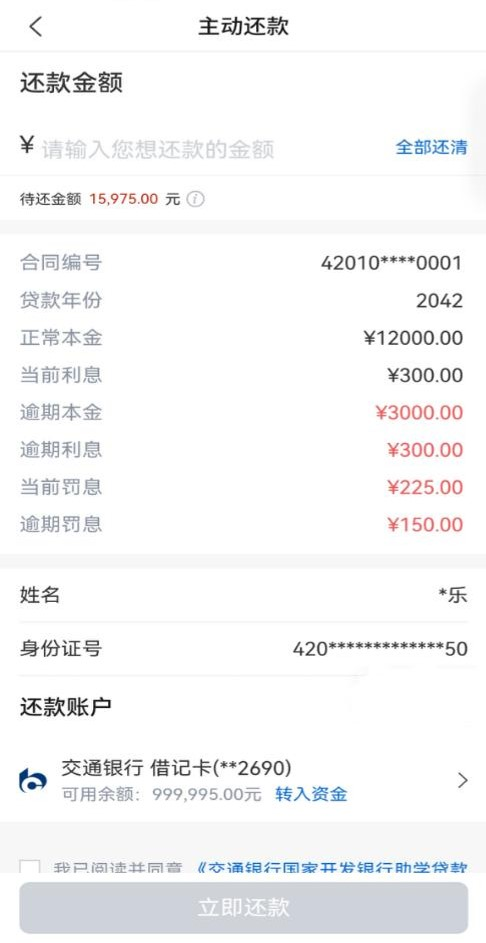 主动还款
还款金额
¥ 请输入您想还款的金额 全部还清
待还金额 15,975.00 元
合同编号 42010****0001
贷款年份 2042
正常本金 ¥12000.00
当前利息 ¥300.00
逾期本金 ¥3000.00
逾期利息 ¥300.00
当前罚息 ¥225.00
逾期罚息 ¥150.00
姓名 *乐
身份证号 420*************50
还款账户
交通银行 借记卡(**2690)
可用余额：999,995.00元 转入资金
我已阅读并同意 《交通银行国家开发银行助学贷款
立即还款